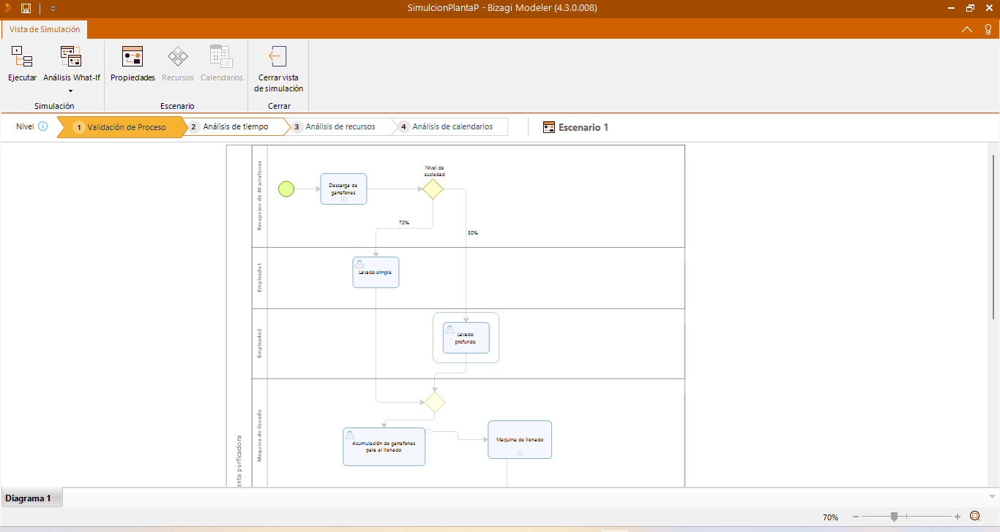 SimulcionPlantaP - Bizagi Modeler (4.3.0.008)
Vista de Simulación
Ejecutar
Análisis What-If
Propiedades
Recursos
Calendarios
Cerrar vista
de simulación
Simulación
Escenario
Cerrar
Nivel
1 Validación de Proceso
2 Análisis de tiempo
3 Análisis de recursos
4 Análisis de calendarios
Escenario 1
Recepcion de 40 arrafones
Descarga de
garrafones
Nivel de
suciedad
70%
30%
Empleado1
Lavado simple
Empleado2
Lavado
profundo
anta purficadora
Maquina de llenado
Acumulación de garrafones
para el llenado
Maquina de llenado
Diagrama 1
70%